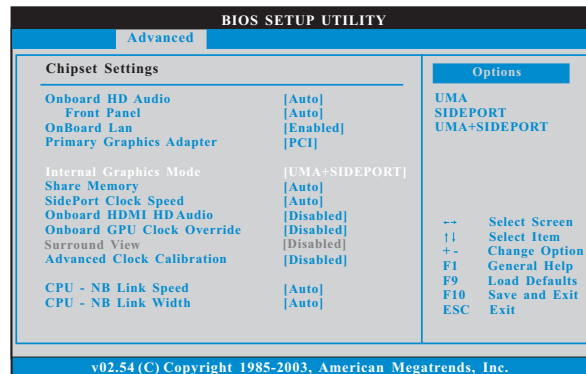 BIOS SETUP UTILITY
Advanced
Chipset Settings
Onboard HD Audio [Auto]
Front Panel [Auto]
OnBoard Lan [Enabled]
Primary Graphics Adapter [PCI]
Internal Graphics Mode [UMA+SIDEPORT]
Share Memory [Auto]
SidePort Clock Speed [Auto]
Onboard HDMI HD Audio [Disabled]
Onboard GPU Clock Override [Disabled]
Surround View [Disabled]
Advanced Clock Calibration [Disabled]
CPU - NB Link Speed [Auto]
CPU - NB Link Width [Auto]
Options
UMA
SIDEPORT
UMA+SIDEPORT
←→ Select Screen
↑↓ Select Item
+ - Change Option
F1 General Help
F9 Load Defaults
F10 Save and Exit
ESC Exit
v02.54 (C) Copyright 1985-2003, American Megatrends, Inc.